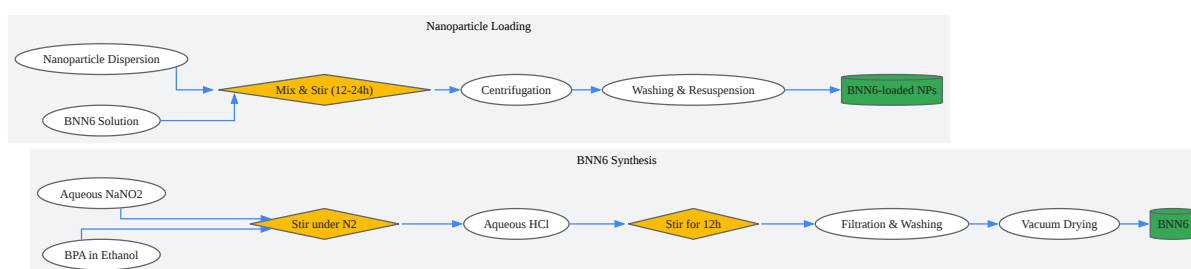 Nanoparticle Loading
Nanoparticle Dispersion
Mix & Stir (12-24h)
Centrifugation
Washing & Resuspension
BNN6-loaded NPs
BNN6 Solution
BNN6 Synthesis
Aqueous NaNO2
Stir under N2
Aqueous HCl
Stir for 12h
Filtration & Washing
Vacuum Drying
BNN6
BPA in Ethanol